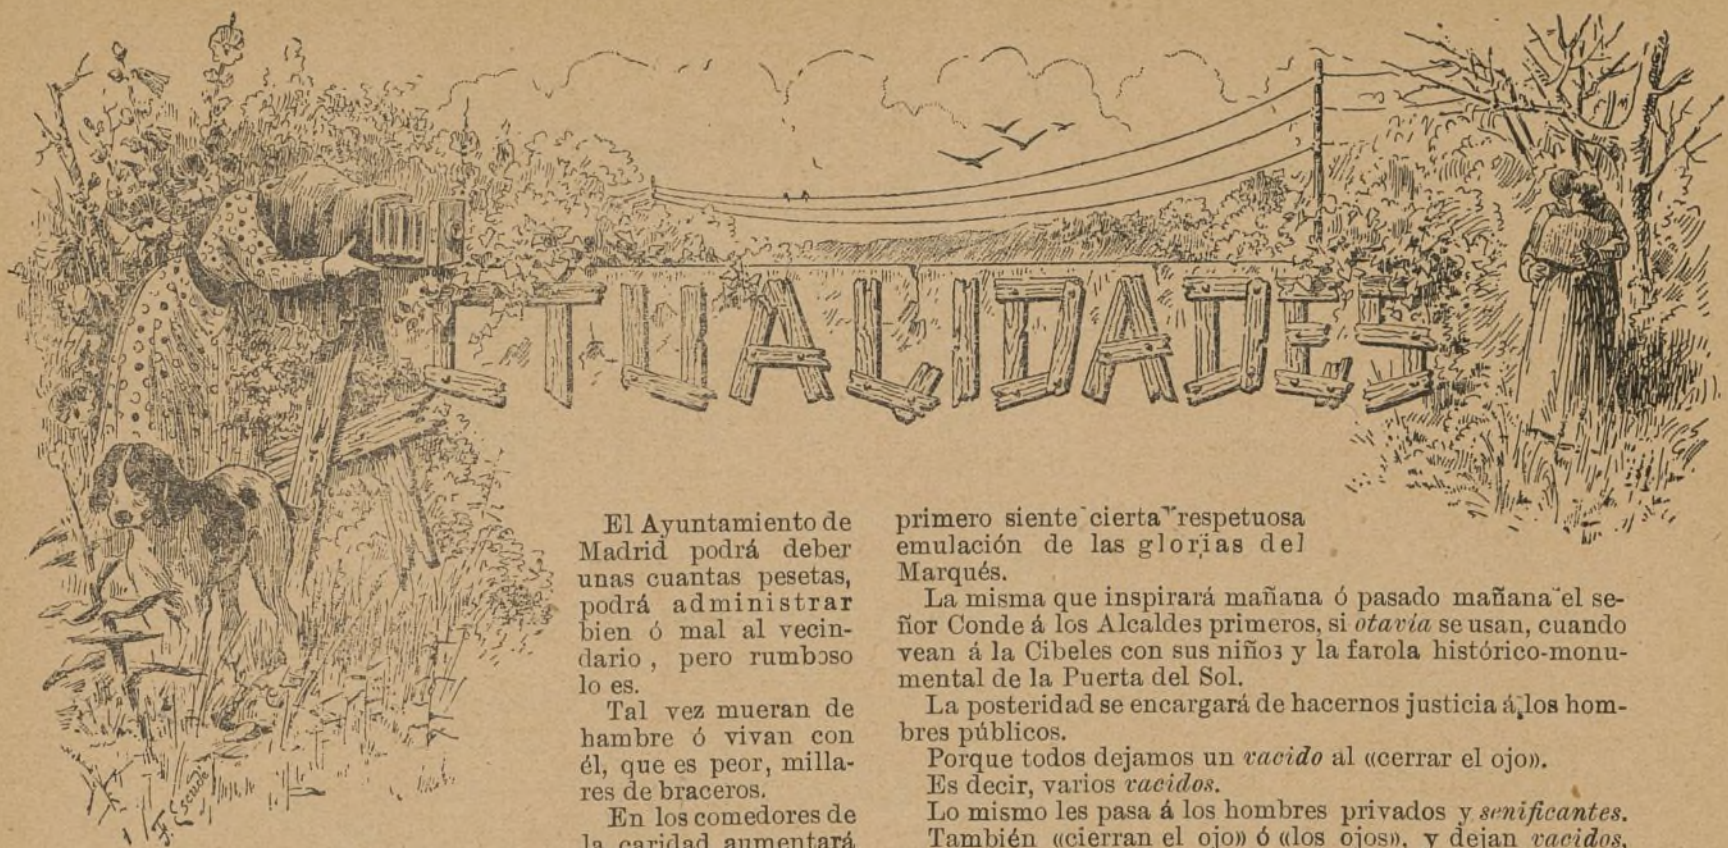 CTUALIDADES
El Ayuntamiento de
Madrid podrá deber
unas cuantas pesetas,
podrá administrar
bien ó mal al vecin-
dario, pero rumboso
lo es.
Tal vez mueran de
hambre ó vivan con
él, que es peor, milla-
res de braceros.
En los comedores de
la caridad aumentará
primero siente cierta respetuosa
emulación de las glorias del
Marqués.
La misma que inspirará mañana ó pasado mañana el se-
ñor Conde á los Alcaldes primeros, si otavía se usan, cuando
vean á la Cibeles con sus niños y la farola histórico-monu-
mental de la Puerta del Sol.
La posteridad se encargará de hacernos justicia á los hom-
bres públicos.
Porque todos dejamos un vacido al «cerrar el ojo».
Es decir, varios vacidos.
Lo mismo les pasa á los hombres privados y senificantes.
También «cierran el ojo» ó «los ojos», y dejan vacidos,
F. Escudé